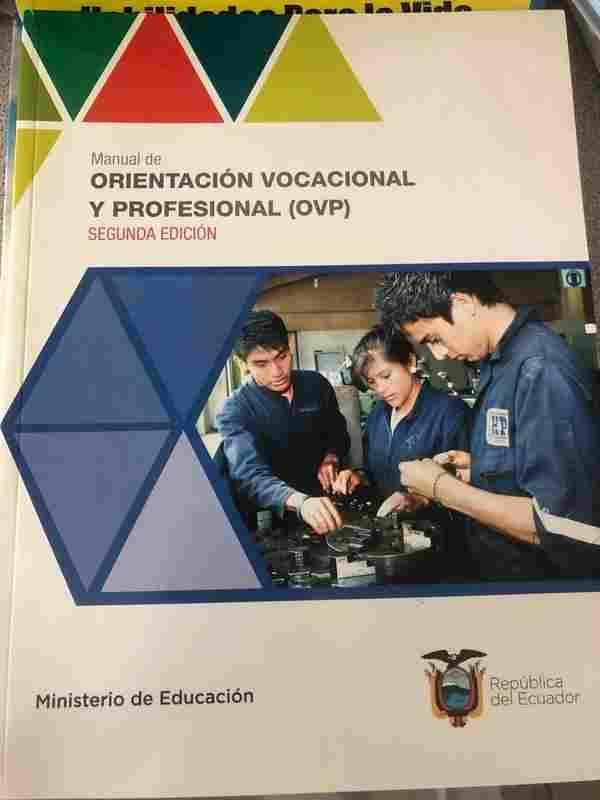 Habilidades Para la Vida
Manual de
ORIENTACIÓN VOCACIONAL
Y PROFESIONAL (OVP)
SEGUNDA EDICIÓN
Ministerio de Educación
República
del Ecuador